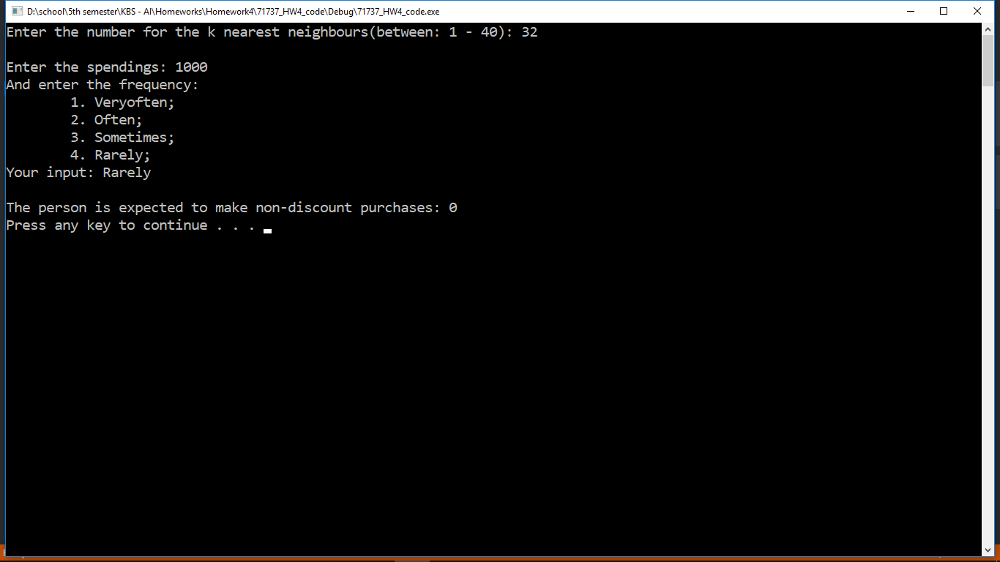 D:\school\5th semester\KBS - AI\Homeworks\Homework4\71737_HW4_code\Debug\71737_HW4_code.exe
Enter the number for the k nearest neighbours(between: 1 - 40): 32
Enter the spendings: 1000
And enter the frequency:
1. Veryoften;
2. Often;
3. Sometimes;
4. Rarely;
Your input: Rarely
The person is expected to make non-discount purchases: 0
Press any key to continue . . .